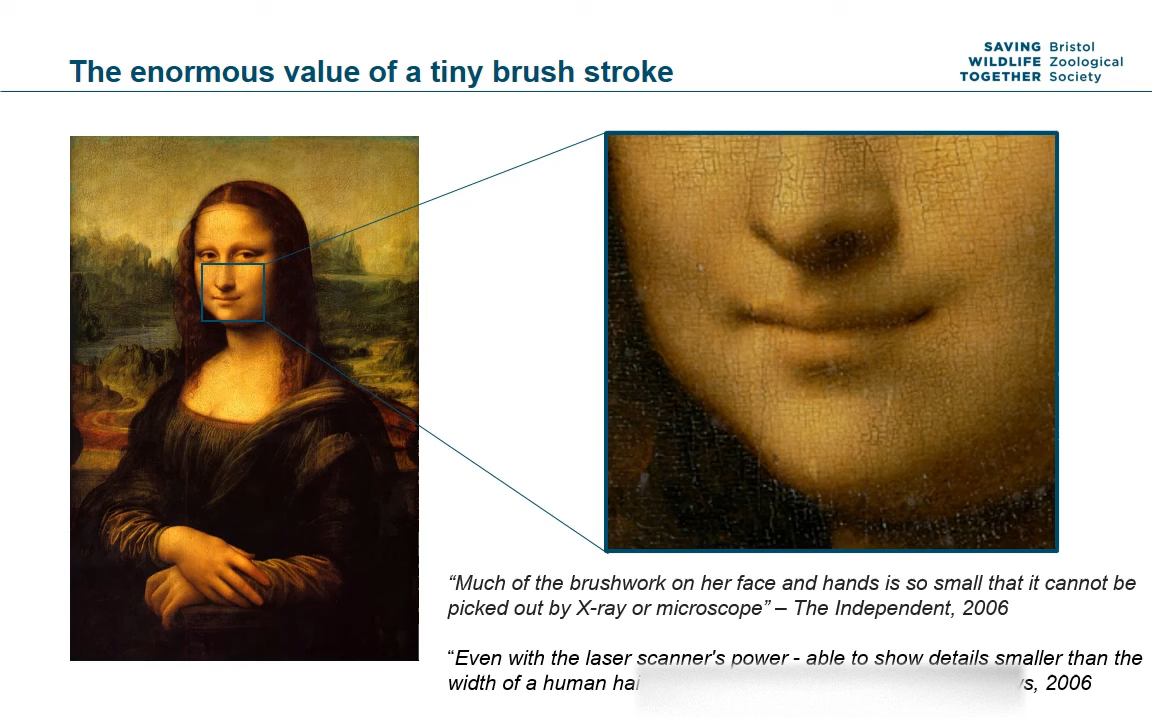 The enormous value of a tiny brush stroke
SAVING Bristol
WILDLIFE Zoological
TOGETHER Society
“Much of the brushwork on her face and hands is so small that it cannot be
picked out by X-ray or microscope” – The Independent, 2006
“Even with the laser scanner's power - able to show details smaller than the
width of a human 2006